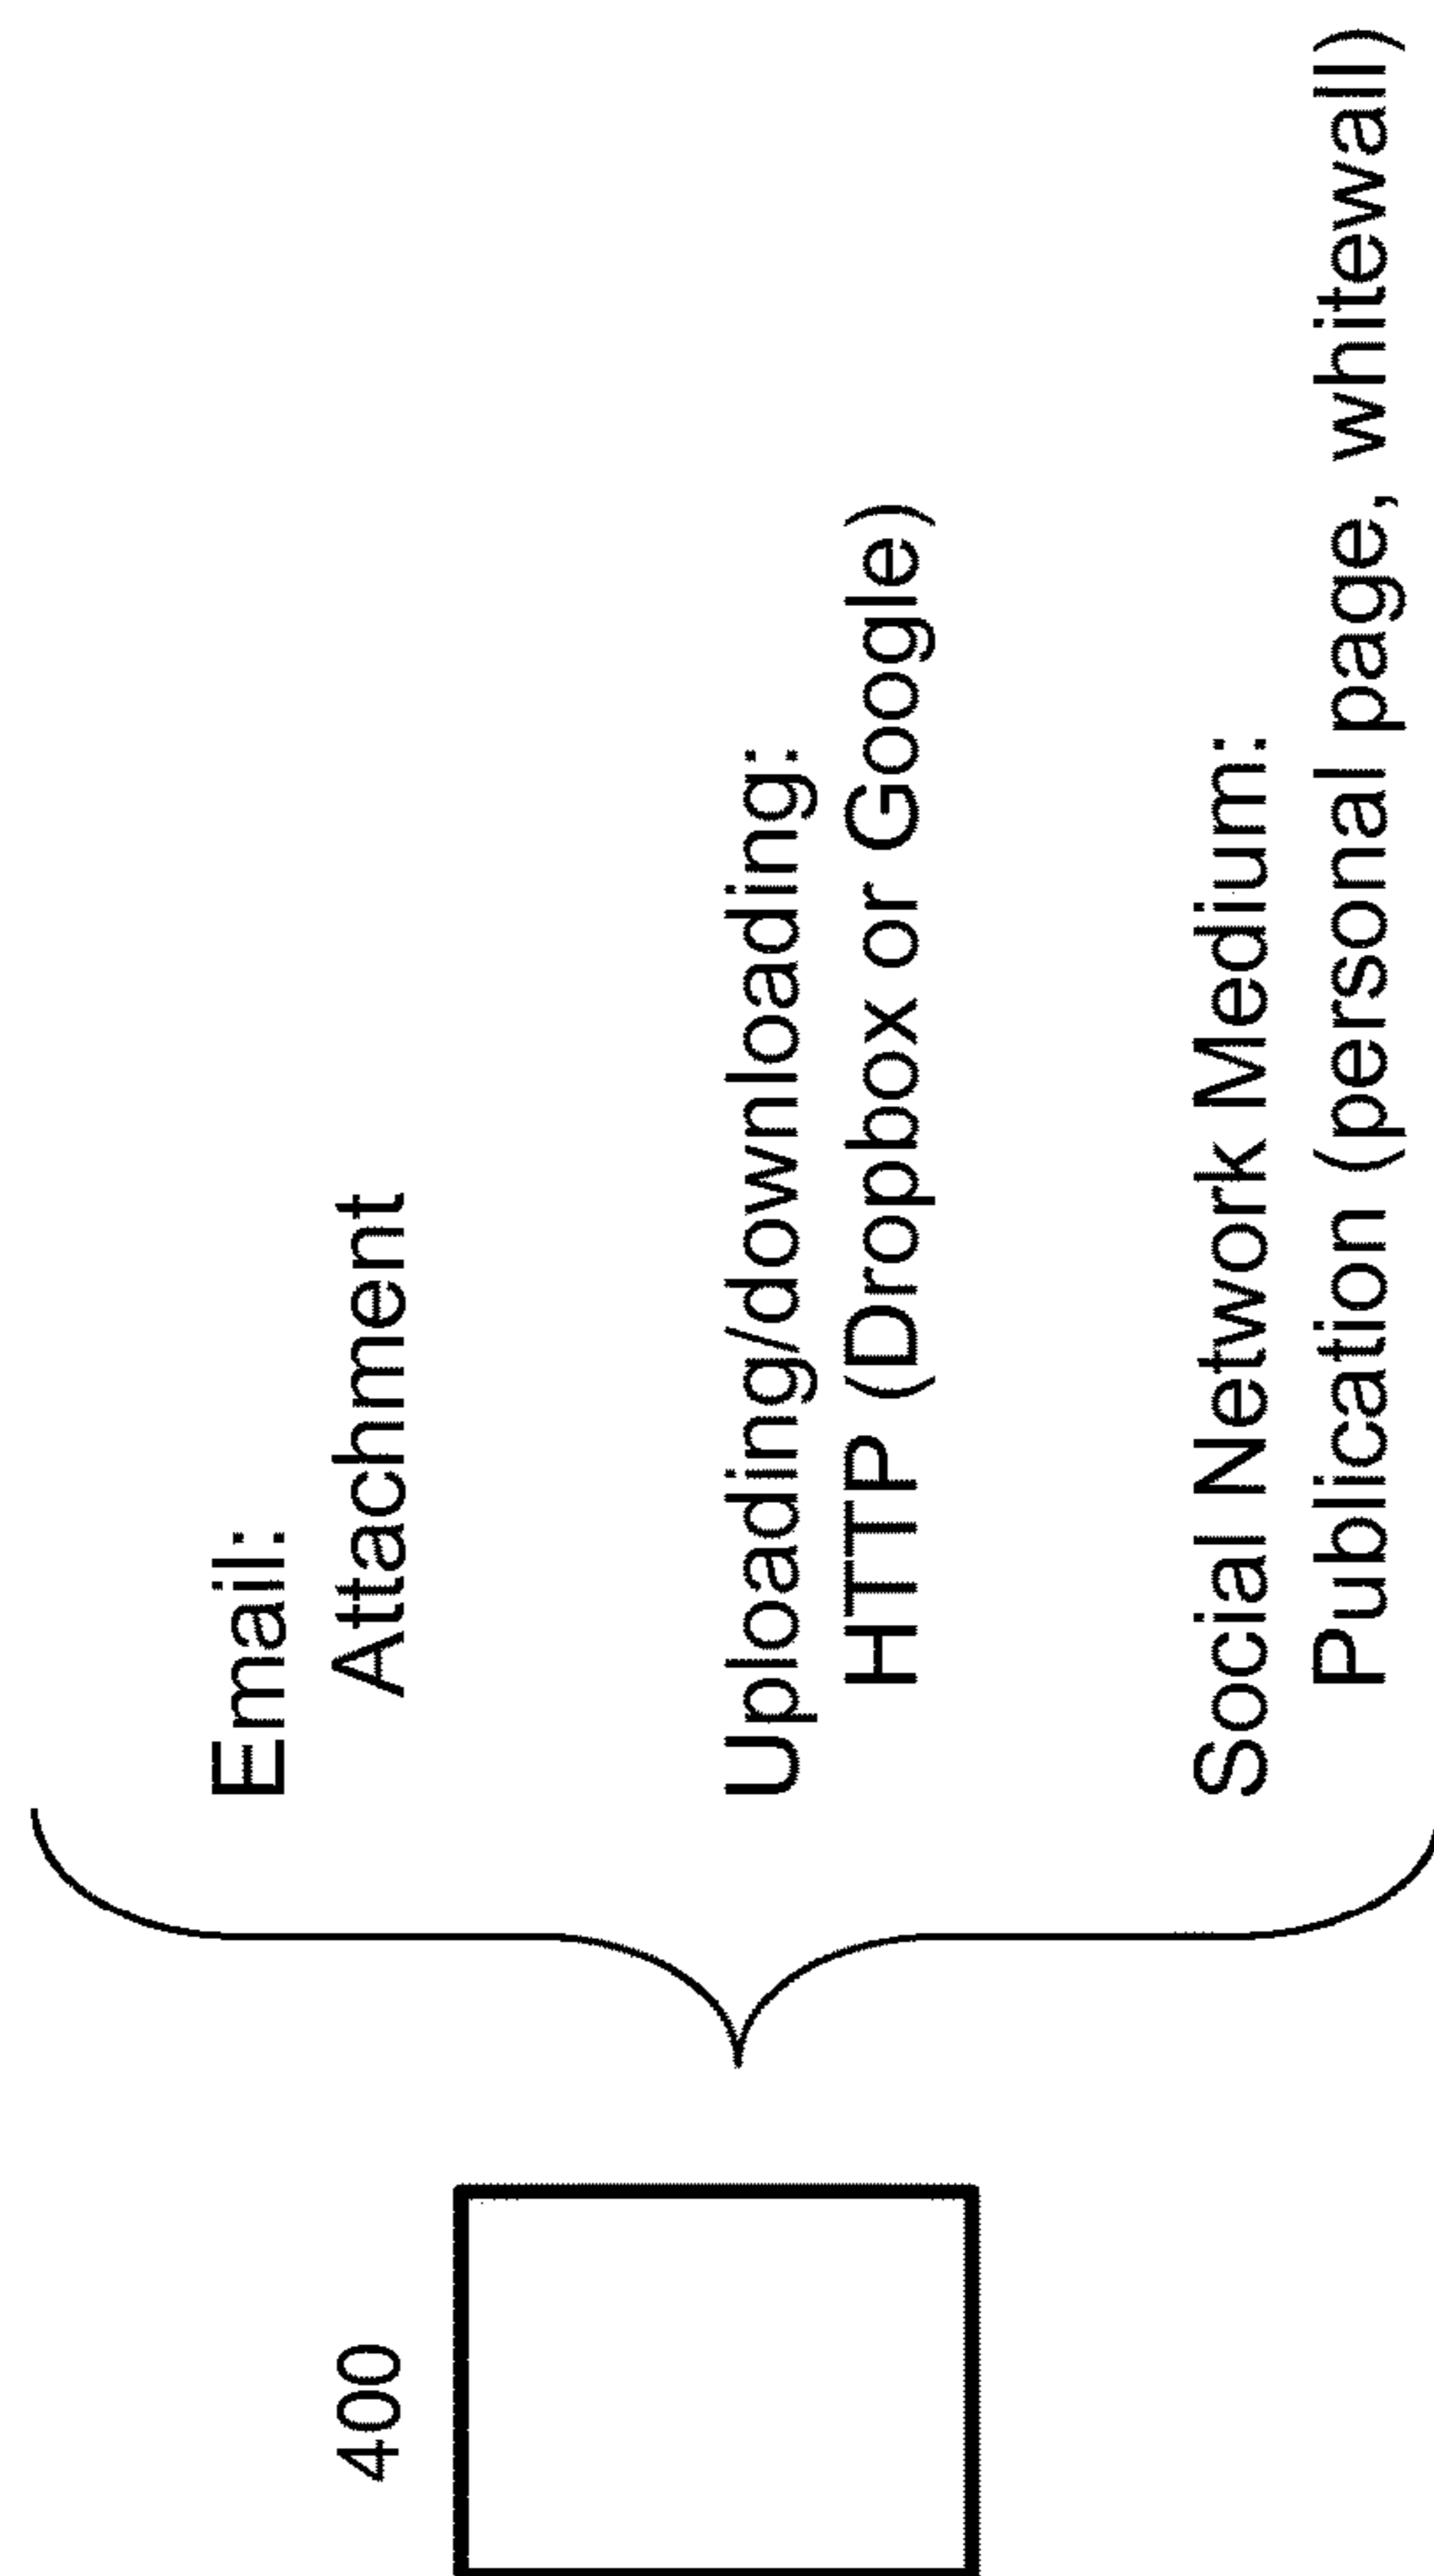 400
Email:
Attachment
Uploading/downloading:
HTTP (Dropbox or Google)
Social Network Medium:
Publication (personal page, whitewall)